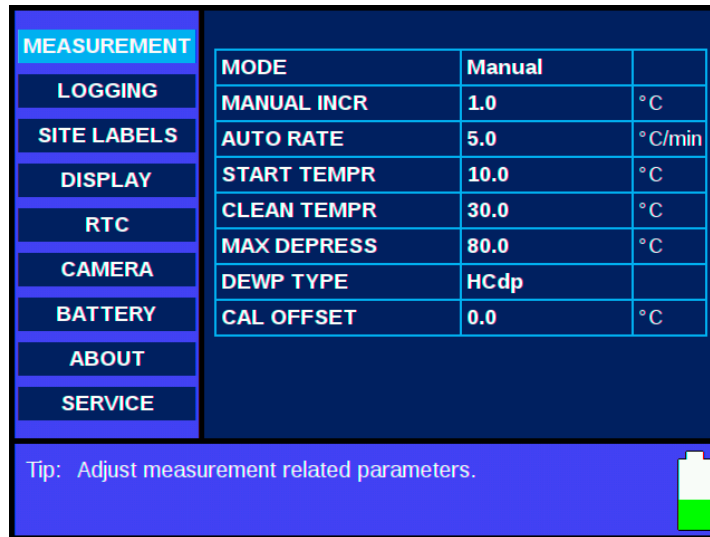 MEASUREMENT
LOGGING
SITE LABELS
DISPLAY
RTC
CAMERA
BATTERY
ABOUT
SERVICE
MODE Manual
MANUAL INCR 1.0 °C
AUTO RATE 5.0 °C/min
START TEMPR 10.0 °C
CLEAN TEMPR 30.0 °C
MAX DEPRESS 80.0 °C
DEWP TYPE HCdp
CAL OFFSET 0.0 °C
Tip: Adjust measurement related parameters.